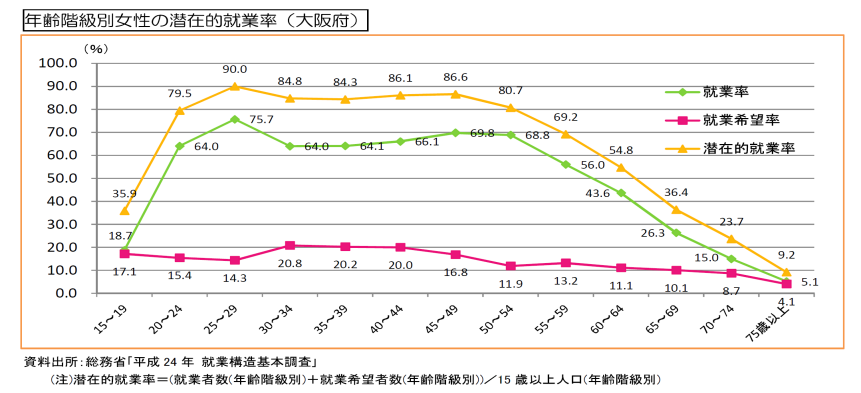 年齢階級別女性の潜在的就業率（大阪府）
（%）
100.0
90.0
80.0
70.0
60.0
50.0
40.0
30.0
20.0
10.0
0.0
35.9 79.5 90.0 84.8 84.3 86.1 86.6 80.7 69.2 54.8 36.4 23.7 9.2
18.7 64.0 75.7 64.0 64.1 66.1 69.8 68.8 56.0 43.6 26.3 15.0 5.1
17.1 15.4 14.3 20.8 20.2 20.0 16.8 11.9 13.2 11.1 10.1 8.7 4.1
就業率
就業希望率
潜在的就業率
15～19 20～24 25～29 30～34 35～39 40～44 45～49 50～54 55～59 60～64 65～69 70～74 75歳以上
資料出所：総務省「平成 24 年 就業構造基本調査」
（注）潜在的就業率＝(就業者数(年齢階級別)＋就業希望者数(年齢階級別))／15 歳以上人口(年齢階級別)